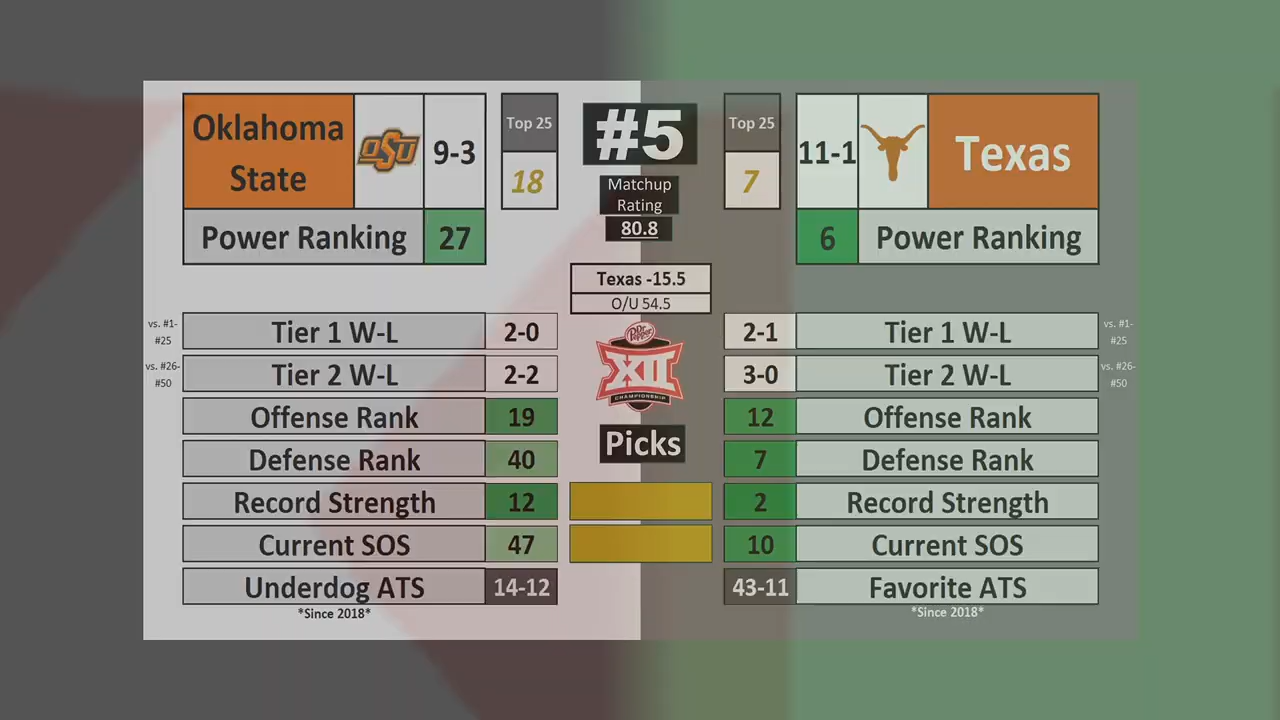 Oklahoma
State
OSU
9-3
Top 25
18
Power Ranking
27
#5
Matchup
Rating
80.8
Top 25
7
11-1
Texas
6
Power Ranking
Texas -15.5
O/U 54.5
vs. #1-
#25
Tier 1 W-L
2-0
2-1
Tier 1 W-L
vs. #1-
#25
vs. #26-
#50
Tier 2 W-L
2-2
3-0
Tier 2 W-L
vs. #26-
#50
Dr Pepper
XII
CHAMPIONSHIP
Offense Rank
19
12
Offense Rank
Picks
Defense Rank
40
7
Defense Rank
Record Strength
12
2
Record Strength
Current SOS
47
10
Current SOS
Underdog ATS
14-12
43-11
Favorite ATS
*Since 2018*
*Since 2018*